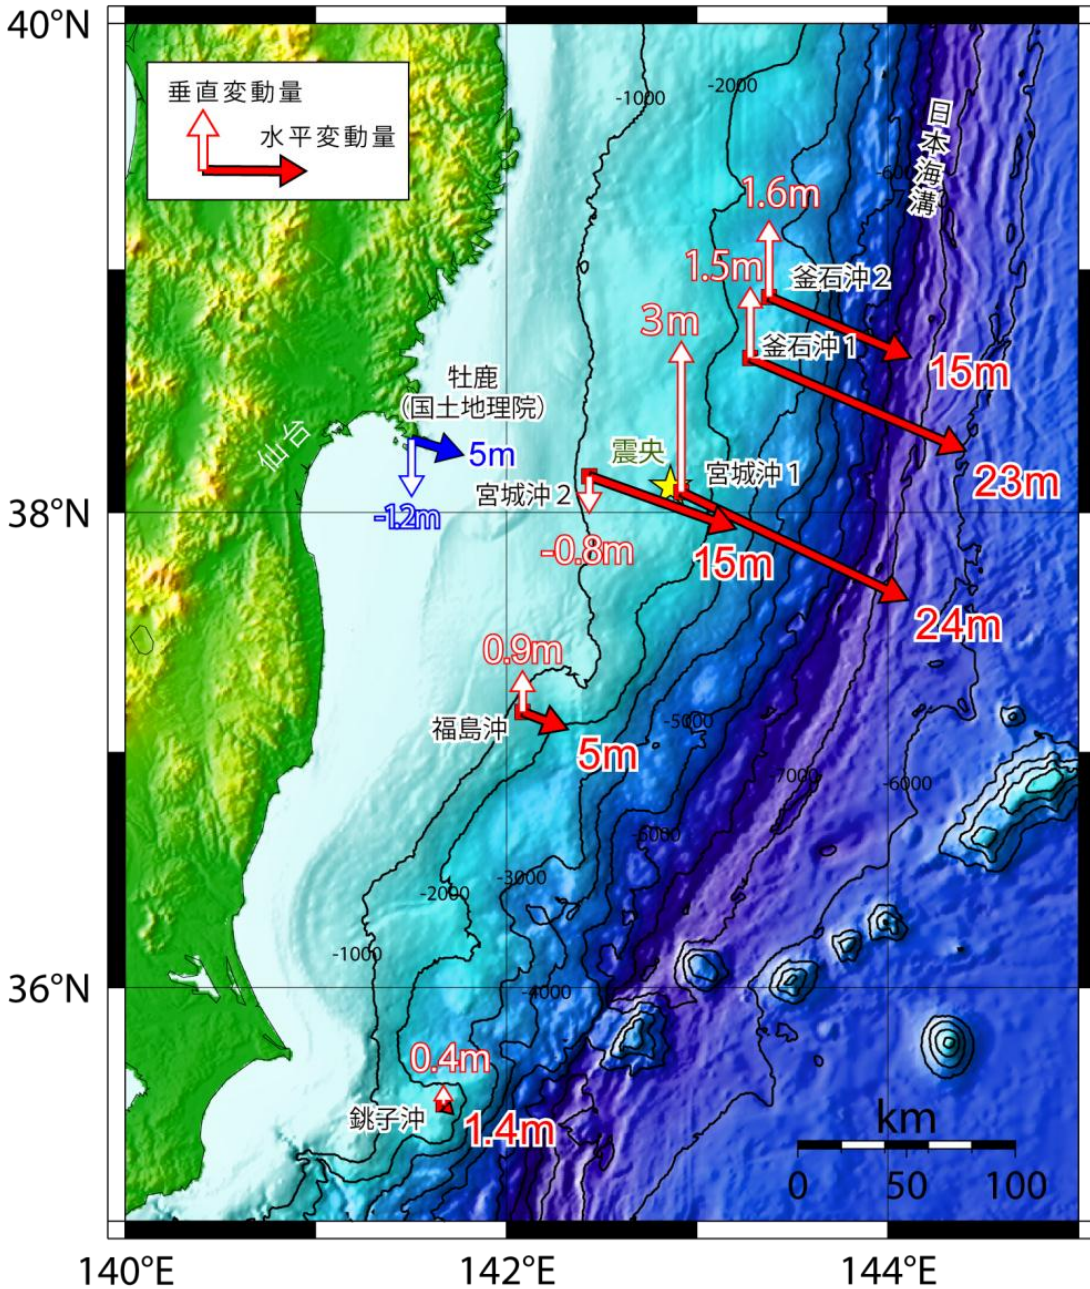 40°N
垂直変動量
水平変動量
-1000
-2000
日本海溝
1.6m
1.5m
釜石沖2
3m
釜石沖1
15m
牡鹿
(国土地理院)
5m
仙台
震央
宮城沖1
23m
宮城沖2
-1.2m
38°N
-0.8m
15m
24m
0.9m
福島沖
5m
-5000
-7000
-6000
-6000
-3000
-2000
-1000
36°N
-4000
0.4m
銚子沖
1.4m
km
0
50
100
140°E
142°E
144°E